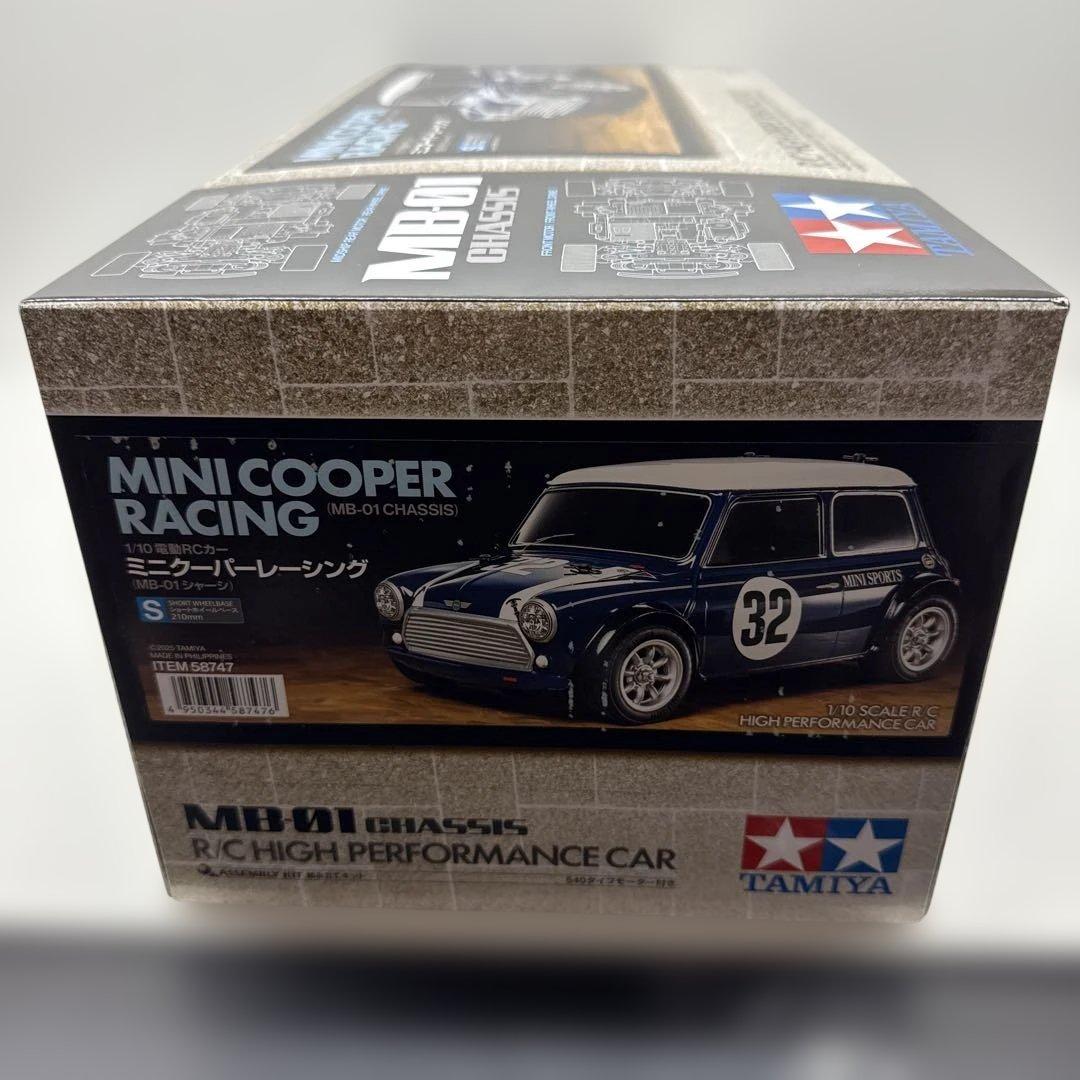 MINI COOPER
RACING
MB-01
CHASSIS
TAMIYA
MINI COOPER
RACING (MB-01 CHASSIS)
1/10 電動RCカー
ミニクーパーレーシング
(MB-01 シャーシ)
S SHORT WHEELBASE
ショートホイールベース
210mm
© 2025 TAMIYA
MADE IN PHILIPPINES
ITEM 58747
4 950344 587476
32
MINI SPORTS
1/10 SCALE R/C
HIGH PERFORMANCE CAR
MB-01 CHASSIS
R/C HIGH PERFORMANCE CAR
ASSEMBLY KIT 組み立てキット
540タイプモーター付き
TAMIYA